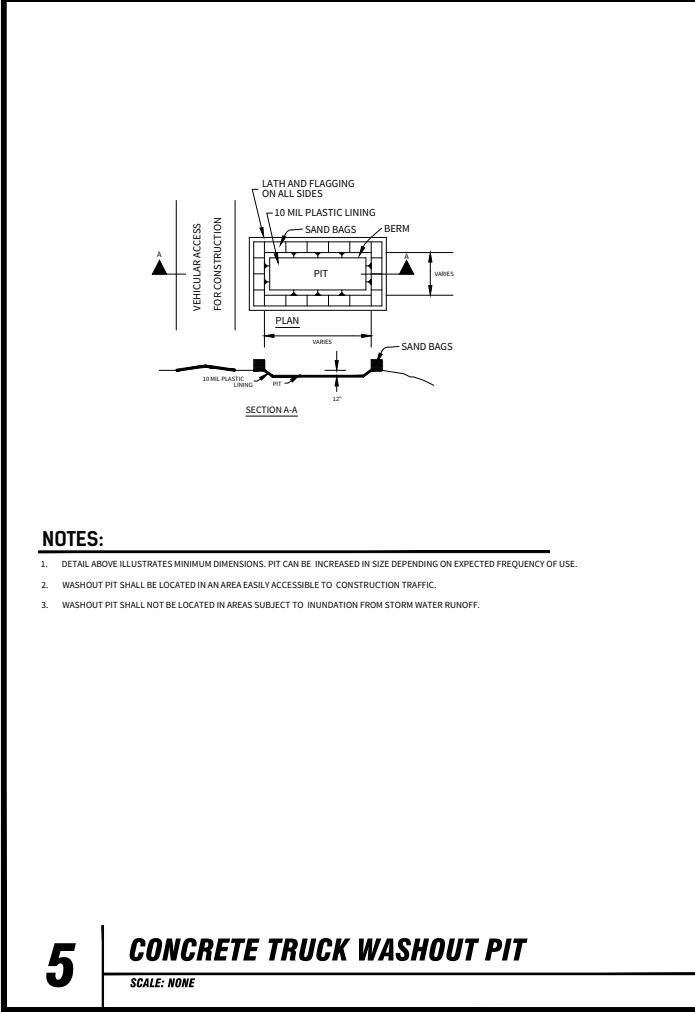 LATH AND FLAGGING
ON ALL SIDES
10 MIL PLASTIC LINING
SAND BAGS
BERM
A
A
VEHICULAR ACCESS
FOR CONSTRUCTION
PIT
VARIES
PLAN
VARIES
SAND BAGS
10 MIL PLASTIC
LINING
PIT
12"
SECTION A-A
NOTES:
1. DETAIL ABOVE ILLUSTRATES MINIMUM DIMENSIONS. PIT CAN BE INCREASED IN SIZE DEPENDING ON EXPECTED FREQUENCY OF USE.
2. WASHOUT PIT SHALL BE LOCATED IN AN AREA EASILY ACCESSIBLE TO CONSTRUCTION TRAFFIC.
3. WASHOUT PIT SHALL NOT BE LOCATED IN AREAS SUBJECT TO INUNDATION FROM STORM WATER RUNOFF.
5
CONCRETE TRUCK WASHOUT PIT
SCALE: NONE